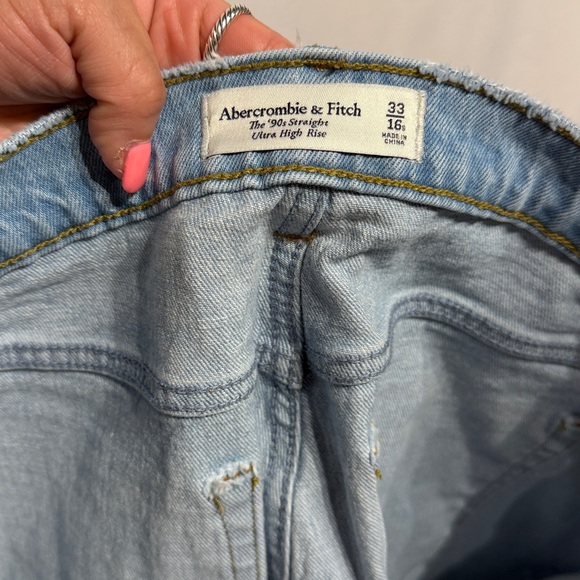 Abercrombie & Fitch
The '90s Straight
Ultra High Rise
33
16s
MADE IN
CHINA